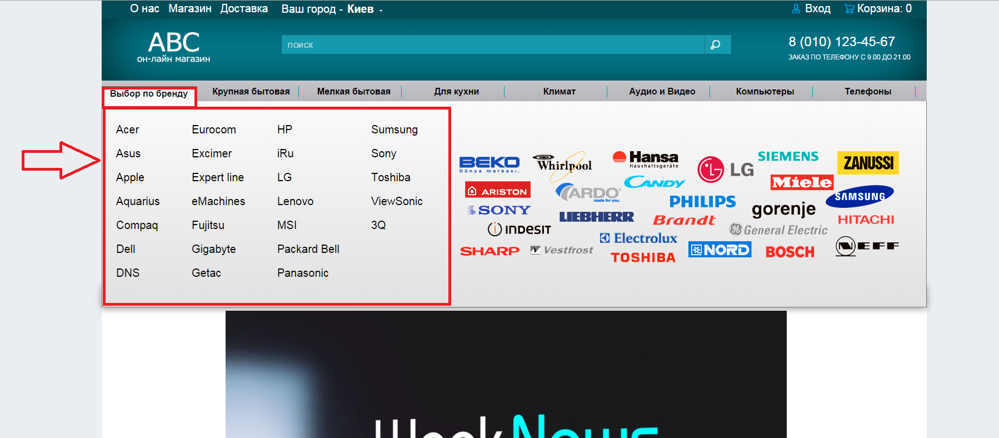 О нас Магазин Доставка Ваш город - Киев Вход Корзина: 0
ABC
он-лайн магазин
поиск
8 (010) 123-45-67
ЗАКАЗ ПО ТЕЛЕФОНУ С 9.00 ДО 21.00
Выбор по бренду Крупная бытовая Мелкая бытовая Для кухни Климат Аудио и Видео Компьютеры Телефоны
Acer Eurocom HP Sumsung
Asus Excimer iRu Sony
Apple Expert line LG Toshiba
Aquarius eMachines Lenovo ViewSonic
Compaq Fujitsu MSI 3Q
Dell Gigabyte Packard Bell
DNS Getac Panasonic
BEKO
Dünya markası.
Whirlpool
Hansa
Haushaltsgeräte
LG
SIEMENS
ZANUSSI
ARISTON
ARDO
made for you.
CANDY
Miele
SAMSUNG
SONY
PHILIPS
gorenje
LIEBHERR
Brandt
HITACHI
INDESIT
General Electric
Electrolux
SHARP
Vestfrost
TOSHIBA
NORD
BOSCH
NEFF
Week News